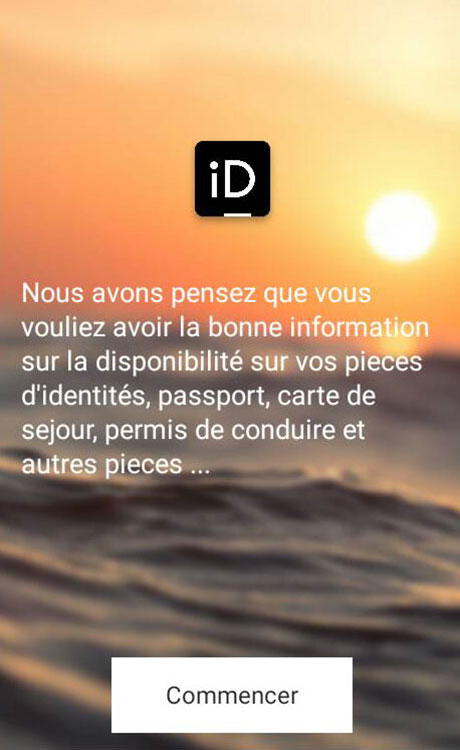 iD
Nous avons pensez que vous
vouliez avoir la bonne information
sur la disponibilité sur vos pieces
d'identités, passport, carte de
sejour, permis de conduire et
autres pieces ...
Commencer